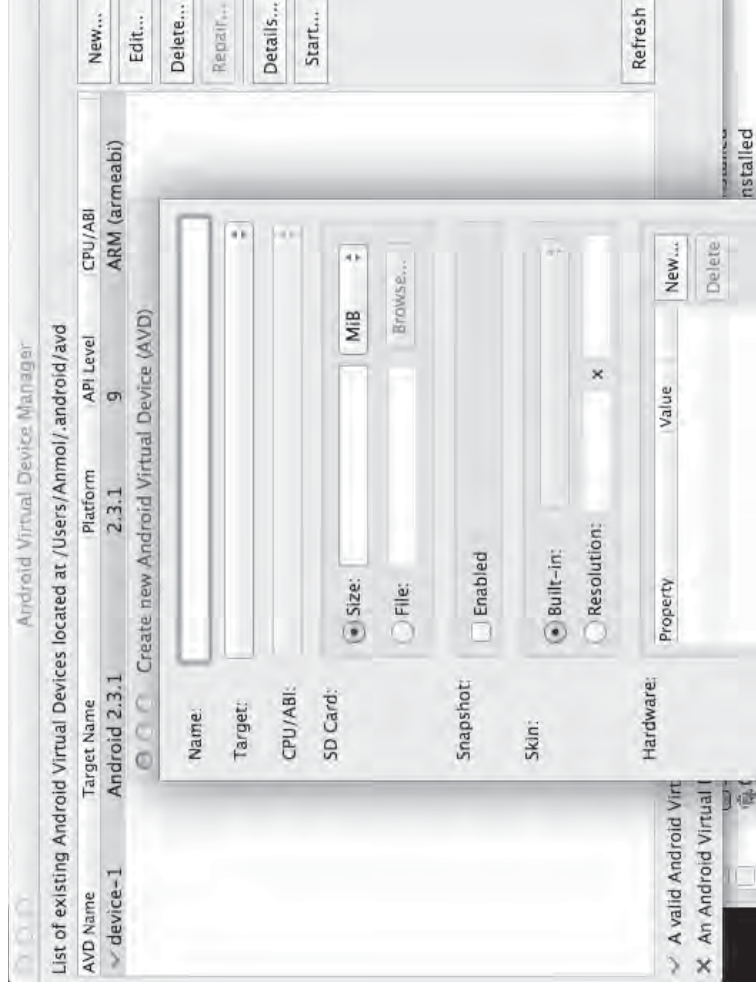 Android Virtual Device Manager
List of existing Android Virtual Devices located at /Users/Anmol/.android/avd
AVD Name Target Name Platform API Level CPU/ABI
✓ device-1 Android 2.3.1 2.3.1 9 ARM (armeabi)
New...
Edit...
Delete...
Repair...
Details...
Start...
Refresh
Create new Android Virtual Device (AVD)
Name:
Target:
CPU/ABI:
SD Card:
Size: MiB
File: Browse...
Snapshot:
Enabled
Skin:
Built-in:
Resolution: x
Hardware:
Property Value New...
Delete
✓ A valid Android Virt
X An Android Virtual
nstalled